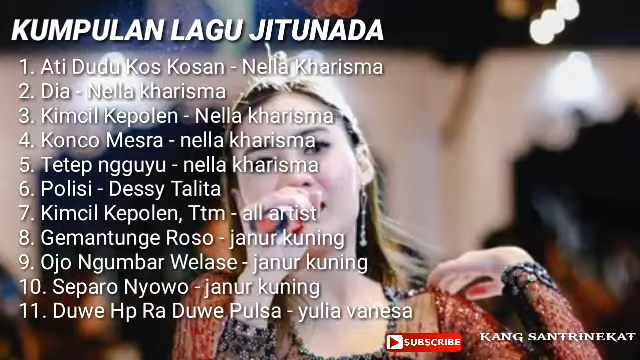 KUMPULAN LAGU JITUNADA
1. Ati Dudu Kos Kosan - Nella Kharisma
2. Dia - Nella kharisma
3. Kimcil Kepolen - Nella kharisma
4. Konco Mesra - nella kharisma
5. Tetep ngguyu - nella kharisma
6. Polisi - Dessy Talita
7. Kimcil Kepolen, Ttm - all artist
8. Gemantunge Roso - janur kuning
9. Ojo Ngumbar Welase - janur kuning
10. Separo Nyowo - janur kuning
11. Duwe Hp Ra Duwe Pulsa - yulia vanesa
SUBSCRIBE
KANG SANTRINEKAT